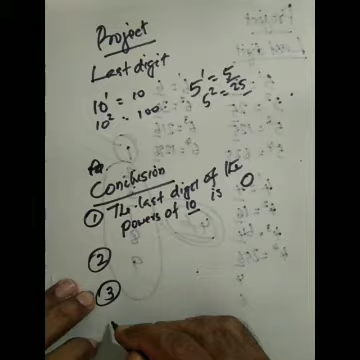 Project
Last digit
10¹ = 10
10² = 100
5¹ = 5
5² = 25
Conclusion
① The last digit of the
powers of 10 is 0
②
③